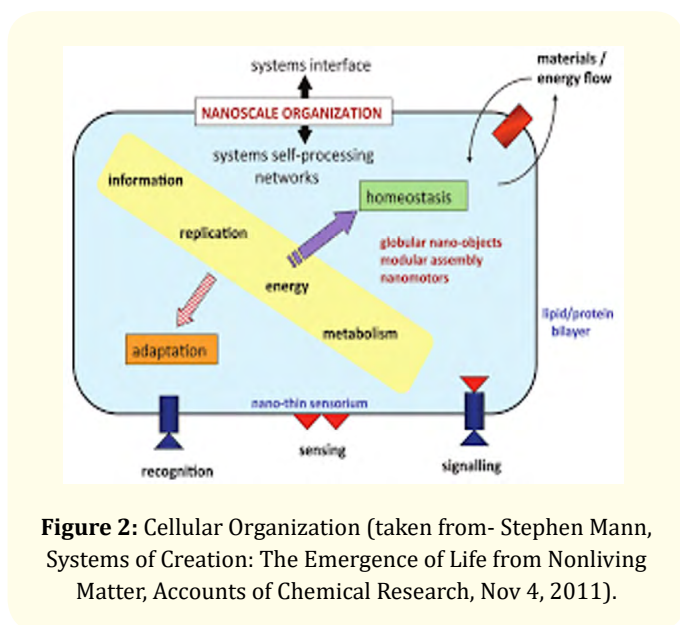 systems interface
materials /
energy flow
NANOSCALE ORGANIZATION
systems self-processing
networks
information
homeostasis
replication
globular nano-objects
modular assembly
nanomotors
energy
lipid/protein
bilayer
metabolism
adaptation
nano-thin sensorium
sensing
signalling
recognition
Figure 2: Cellular Organization (taken from- Stephen Mann,
Systems of Creation: The Emergence of Life from Nonliving
Matter, Accounts of Chemical Research, Nov 4, 2011).